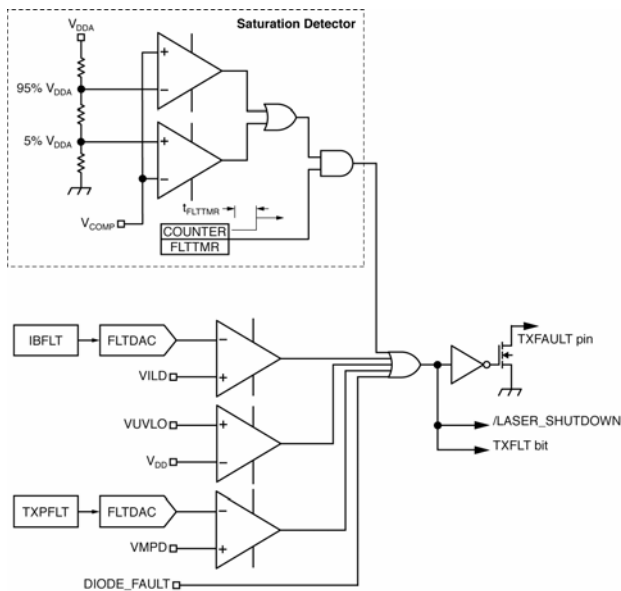 Saturation Detector
VDDA
+
95% VDDA
−
5% VDDA
+
−
tFLTTMR
VCOMP
COUNTER
FLTTMR
IBFLT
FLTDAC
−
TXFAULT pin
VILD
+
VUVLO
+
/LASER_SHUTDOWN
VDD
−
TXFLT bit
TXPFLT
FLTDAC
−
VMPD
+
DIODE_FAULT